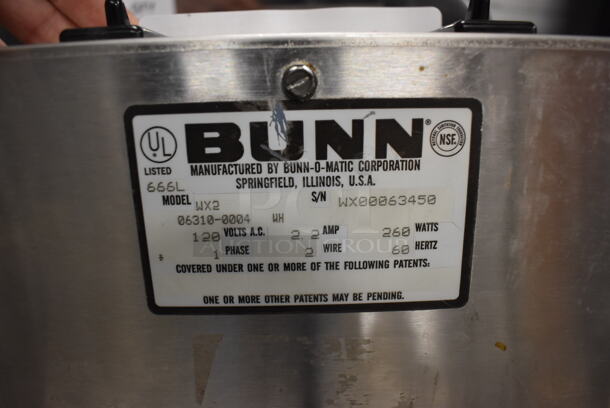 UL
LISTED
666L
BUNN®
NSF.
MANUFACTURED BY BUNN-O-MATIC CORPORATION
SPRINGFIELD, ILLINOIS, U.S.A.
MODEL WX2 S/N WX00063450
06310-0004 WH
120 VOLTS A.C. 2.2 AMP 260 WATTS
* 1 PHASE 2 WIRE 60 HERTZ
COVERED UNDER ONE OR MORE OF THE FOLLOWING PATENTS:
ONE OR MORE OTHER PATENTS MAY BE PENDING.